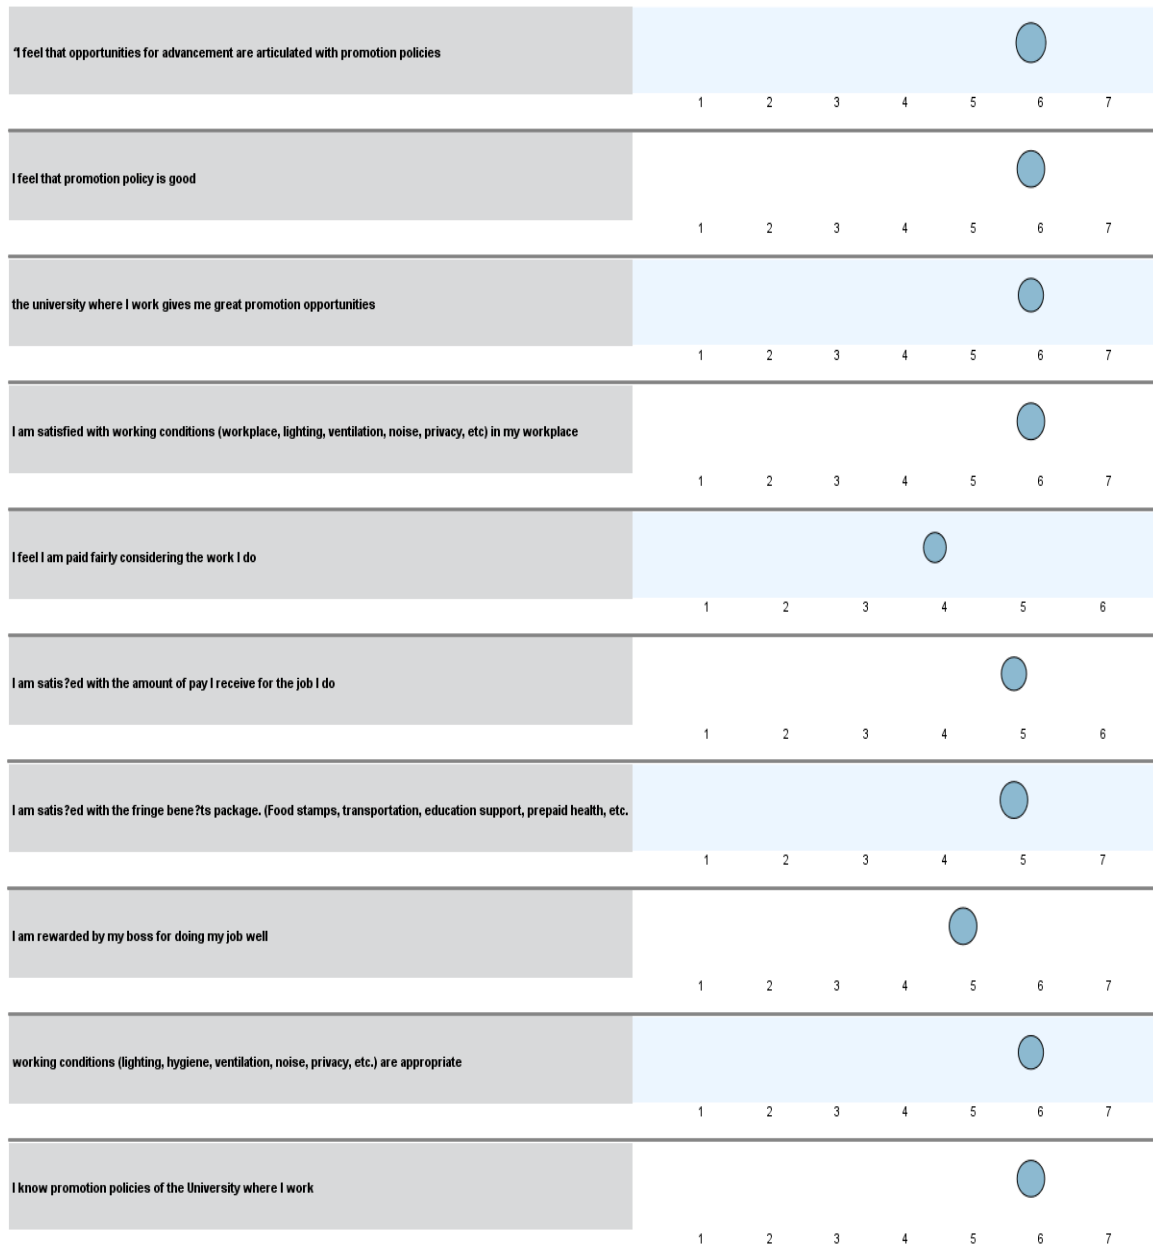 “I feel that opportunities for advancement are articulated with promotion policies
1 2 3 4 5 6 7
I feel that promotion policy is good
1 2 3 4 5 6 7
the university where I work gives me great promotion opportunities
1 2 3 4 5 6 7
I am satisfied with working conditions (workplace, lighting, ventilation, noise, privacy, etc) in my workplace
1 2 3 4 5 6 7
I feel I am paid fairly considering the work I do
1 2 3 4 5 6
I am satis?ed with the amount of pay I receive for the job I do
1 2 3 4 5 6
I am satis?ed with the fringe bene?ts package. (Food stamps, transportation, education support, prepaid health, etc.
1 2 3 4 5 7
I am rewarded by my boss for doing my job well
1 2 3 4 5 6 7
working conditions (lighting, hygiene, ventilation, noise, privacy, etc.) are appropriate
1 2 3 4 5 6 7
I know promotion policies of the University where I work
1 2 3 4 5 6 7